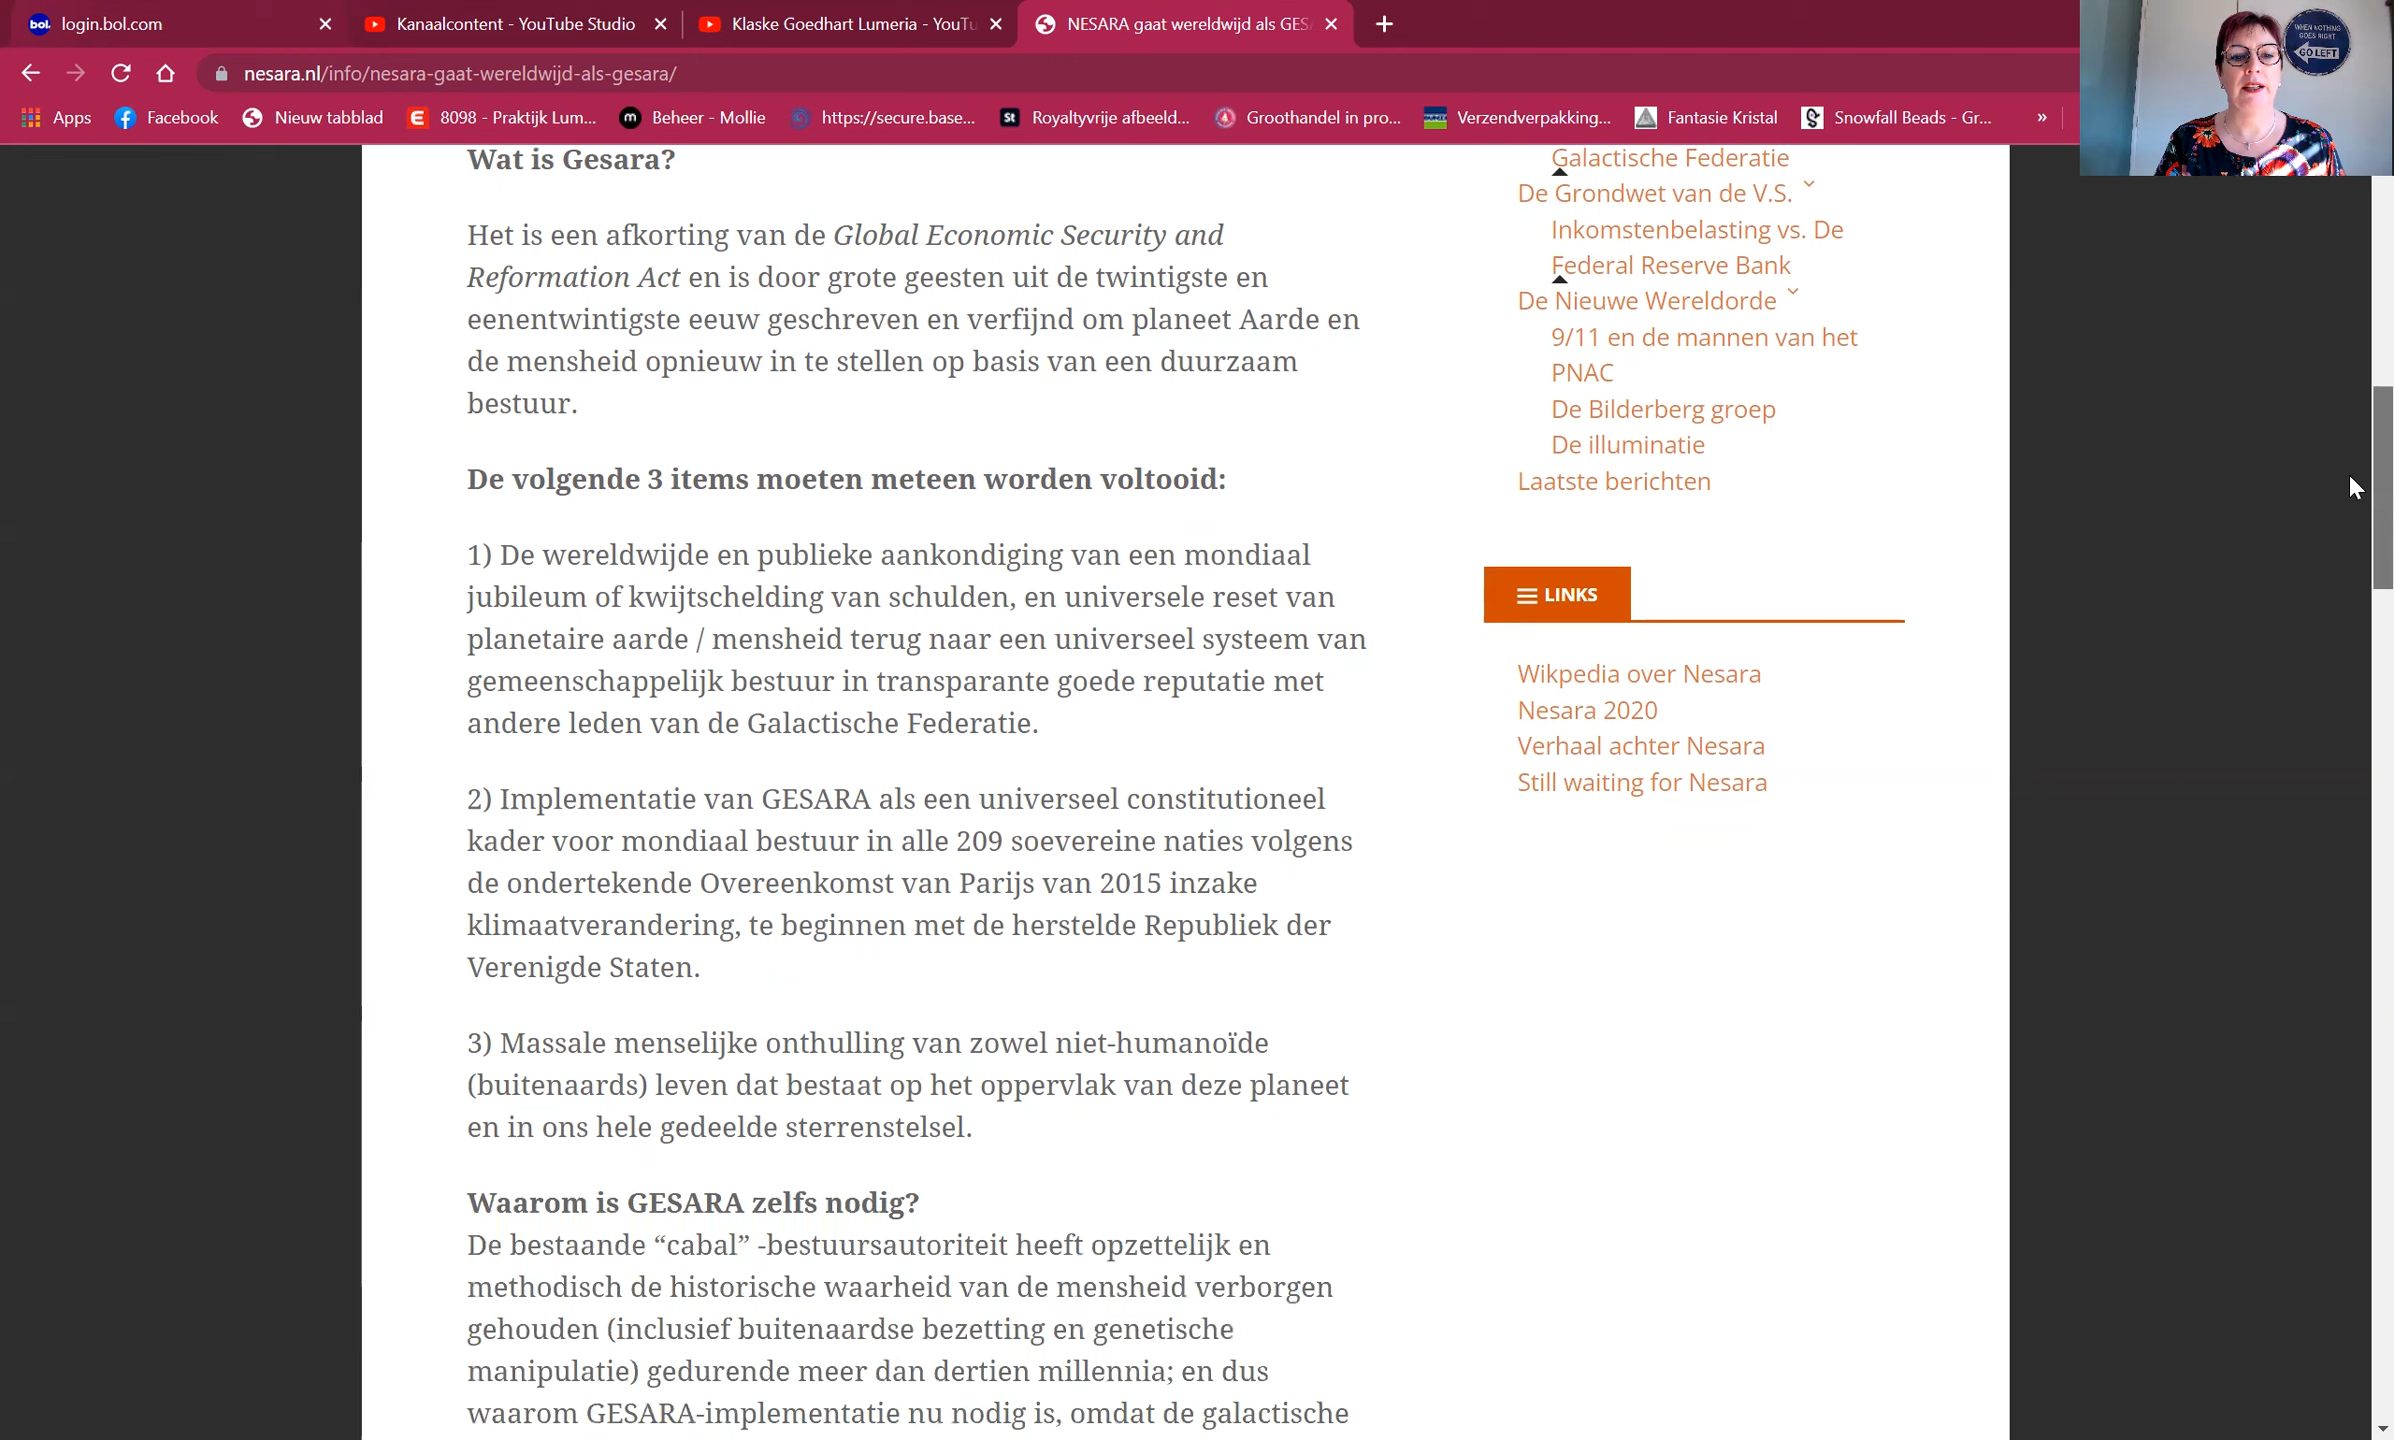 login.bol.com
Kanaalcontent - YouTube Studio
Klaske Goedhart Lumeria - YouTu
NESARA gaat wereldwijd als GES
nesara.nl/info/nesara-gaat-wereldwijd-als-gesara/
Apps
Facebook
Nieuw tabblad
8098 - Praktijk Lum...
Beheer - Mollie
https://secure.base...
Royaltyvrije afbeeld...
Groothandel in pro...
Verzendverpakking...
Fantasie Kristal
Snowfall Beads - Gr...
»
WHEN NOTHING
GOES RIGHT
GO LEFT
Wat is Gesara?
Het is een afkorting van de Global Economic Security and
Reformation Act en is door grote geesten uit de twintigste en
eenentwintigste eeuw geschreven en verfijnd om planeet Aarde en
de mensheid opnieuw in te stellen op basis van een duurzaam
bestuur.
De volgende 3 items moeten meteen worden voltooid:
1) De wereldwijde en publieke aankondiging van een mondiaal
jubileum of kwijtschelding van schulden, en universele reset van
planetaire aarde / mensheid terug naar een universeel systeem van
gemeenschappelijk bestuur in transparante goede reputatie met
andere leden van de Galactische Federatie.
2) Implementatie van GESARA als een universeel constitutioneel
kader voor mondiaal bestuur in alle 209 soevereine naties volgens
de ondertekende Overeenkomst van Parijs van 2015 inzake
klimaatverandering, te beginnen met de herstelde Republiek der
Verenigde Staten.
3) Massale menselijke onthulling van zowel niet-humanoïde
(buitenaards) leven dat bestaat op het oppervlak van deze planeet
en in ons hele gedeelde sterrenstelsel.
Waarom is GESARA zelfs nodig?
De bestaande “cabal” -bestuursautoriteit heeft opzettelijk en
methodisch de historische waarheid van de mensheid verborgen
gehouden (inclusief buitenaardse bezetting en genetische
manipulatie) gedurende meer dan dertien millennia; en dus
waarom GESARA-implementatie nu nodig is, omdat de galactische
Galactische Federatie
De Grondwet van de V.S.
Inkomstenbelasting vs. De
Federal Reserve Bank
De Nieuwe Wereldorde
9/11 en de mannen van het
PNAC
De Bilderberg groep
De illuminatie
Laatste berichten
LINKS
Wikpedia over Nesara
Nesara 2020
Verhaal achter Nesara
Still waiting for Nesara